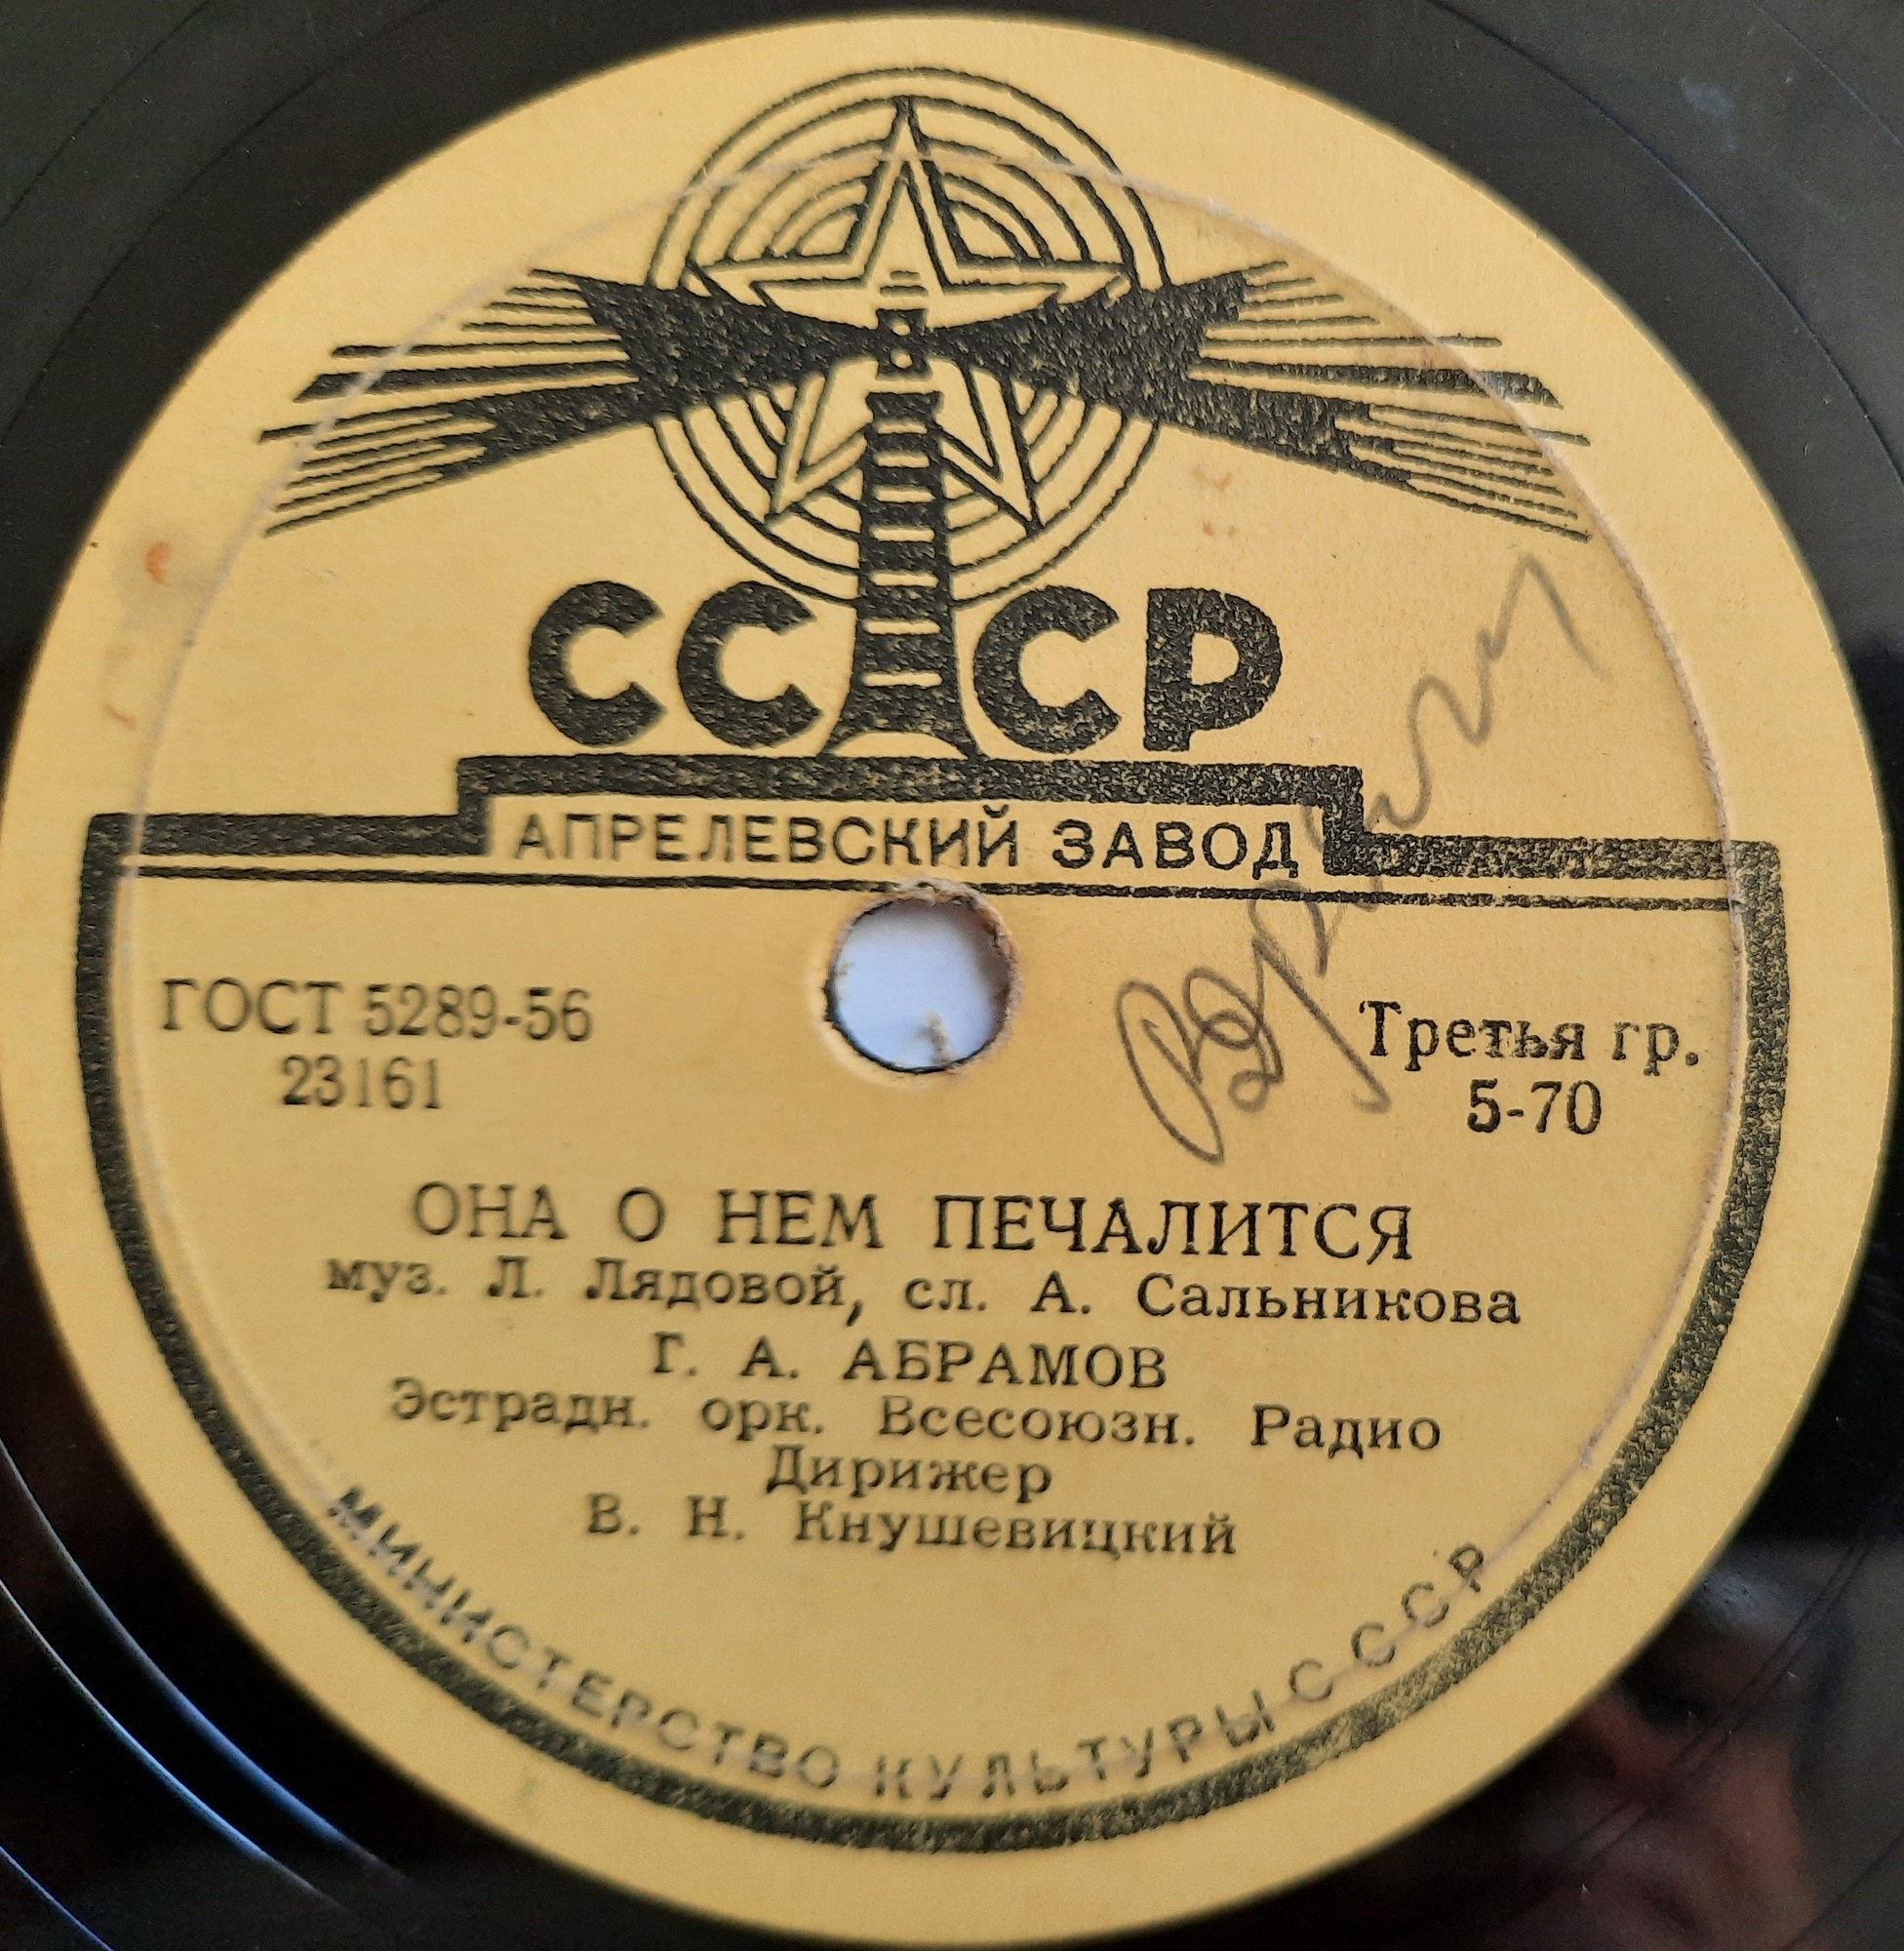 СССР
АПРЕЛЕВСКИЙ ЗАВОД
ГОСТ 5289-56
23161
Третья гр.
5-70
ОНА О НЕМ ПЕЧАЛИТСЯ
муз. Л. Лядовой, сл. А. Сальникова
Г. А. АБРАМОВ
Эстрадн. орк. Всесоюзн. Радио
Дирижер
В. Н. Кнушевицкий
МИНИСТЕРСТВО КУЛЬТУРЫ СССР